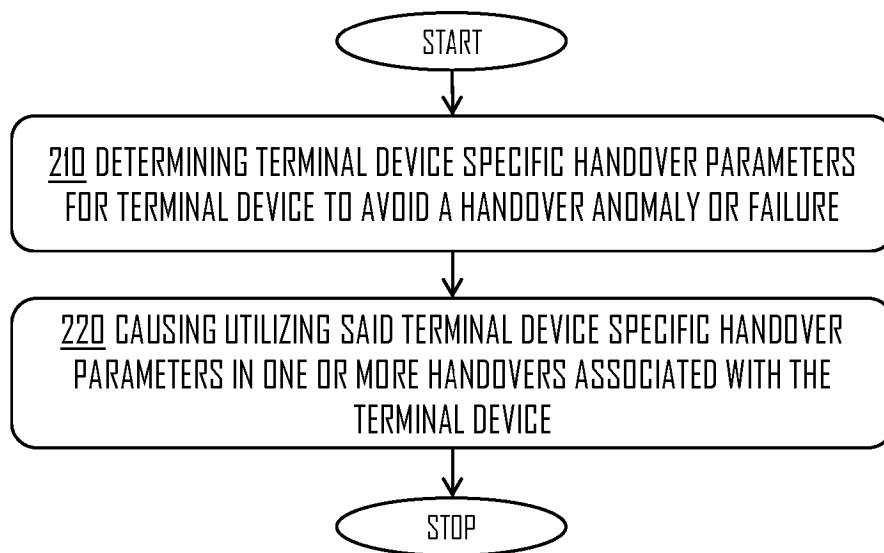 START
210 DETERMINING TERMINAL DEVICE SPECIFIC HANDOVER PARAMETERS
FOR TERMINAL DEVICE TO AVOID A HANDOVER ANOMALY OR FAILURE
220 CAUSING UTILIZING SAID TERMINAL DEVICE SPECIFIC HANDOVER
PARAMETERS IN ONE OR MORE HANDOVERS ASSOCIATED WITH THE
TERMINAL DEVICE
STOP